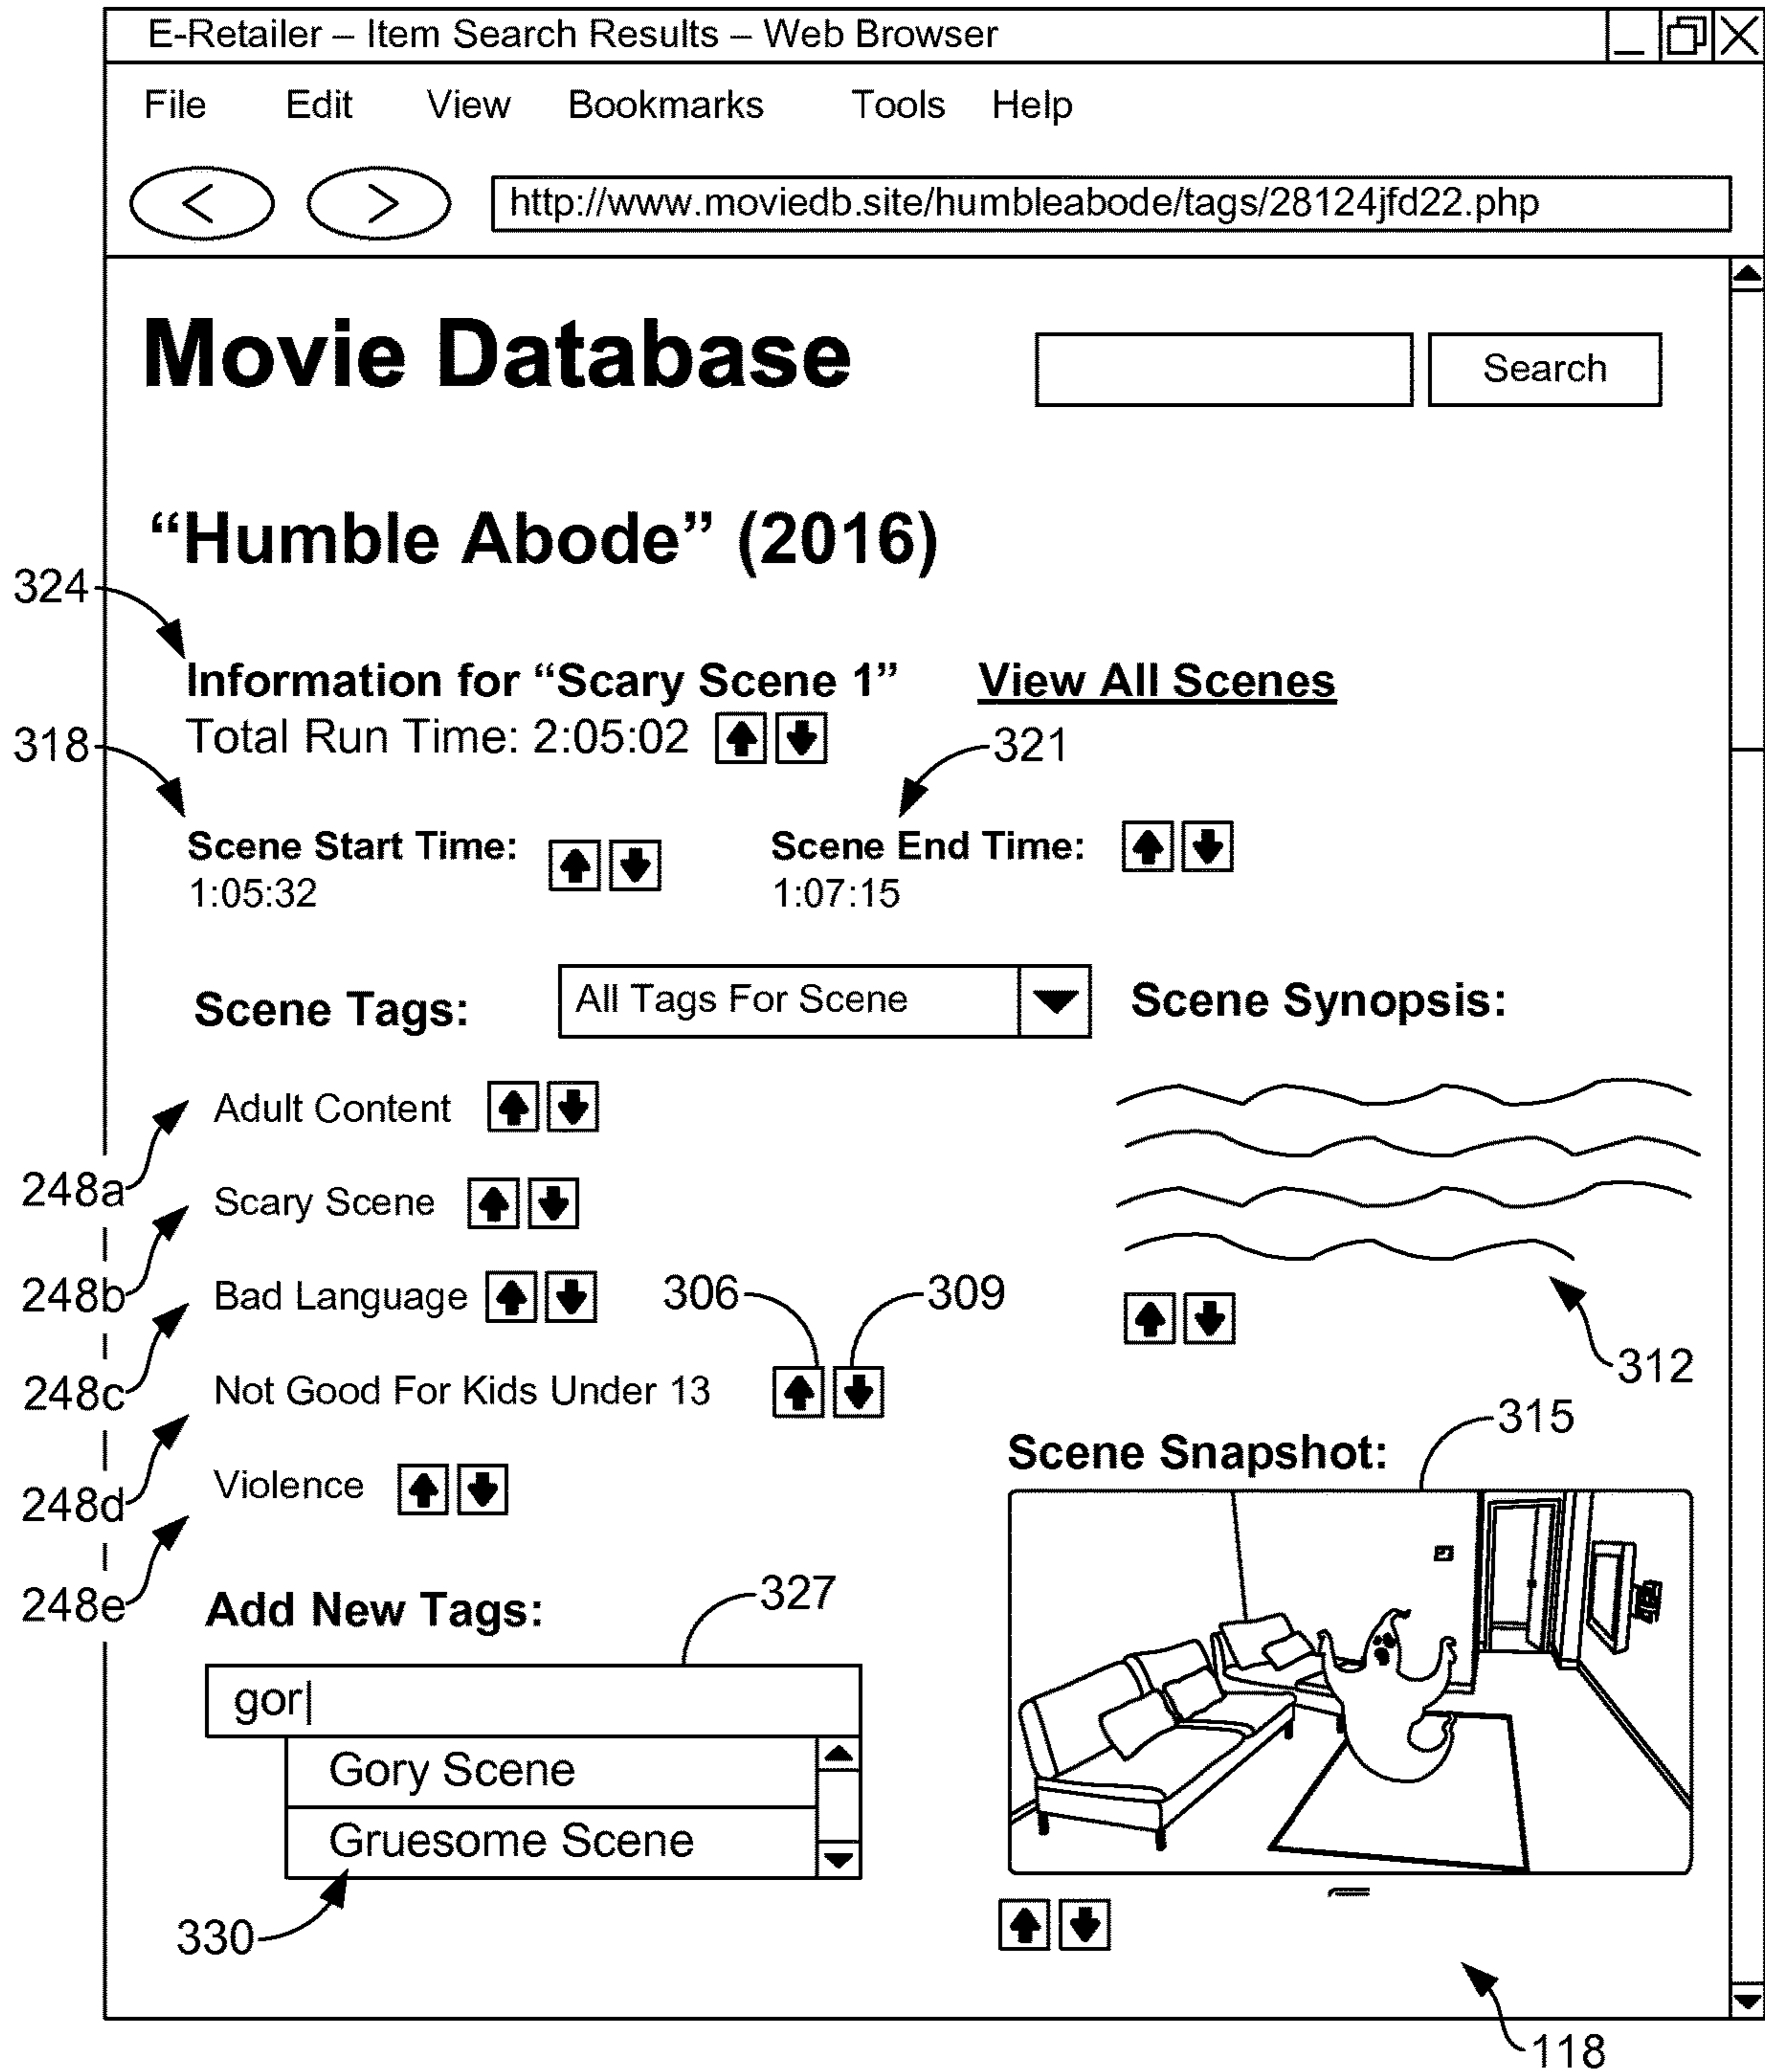 E-Retailer – Item Search Results – Web Browser
File Edit View Bookmarks Tools Help
< > http://www.moviedb.site/humbleabode/tags/28124jfd22.php
Movie Database
Search
“Humble Abode” (2016)
324
Information for “Scary Scene 1” View All Scenes
Total Run Time: 2:05:02
318
321
Scene Start Time: Scene End Time:
1:05:32 1:07:15
Scene Tags: All Tags For Scene Scene Synopsis:
Adult Content
248a
Scary Scene
248b
Bad Language 306 309
312
248c
Not Good For Kids Under 13
315
Scene Snapshot:
Violence
248d
248e
Add New Tags: 327
gor
Gory Scene
Gruesome Scene
330
118